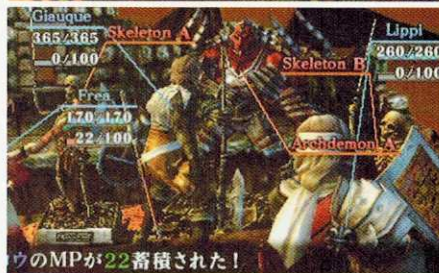 Giauque
365/365
0/100
Skeleton A
Lippi
260/260
0/100
Skeleton B
Frea
170/170
22/100
Archdemon A
ウのMPが22蓄積された！